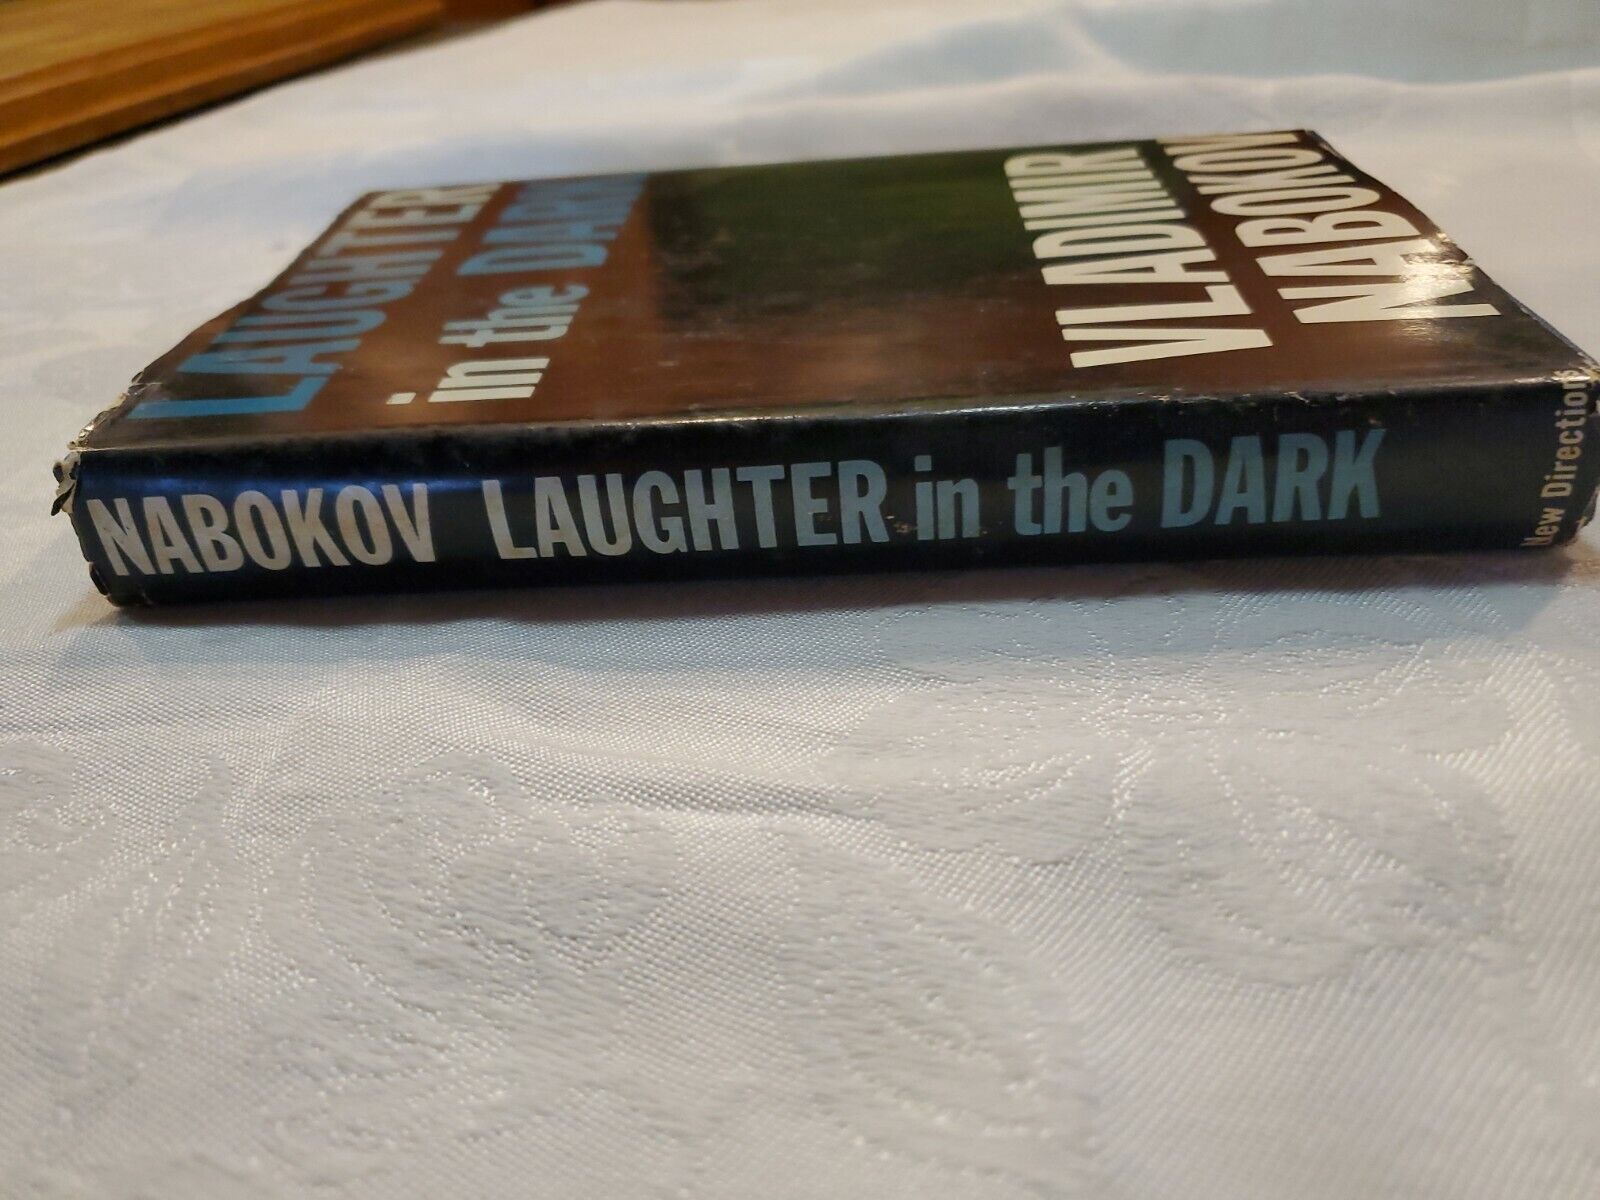 LAUGHTER
in the DARK
VLADIMIR
NABOKOV
NABOKOV LAUGHTER in the DARK New Directions